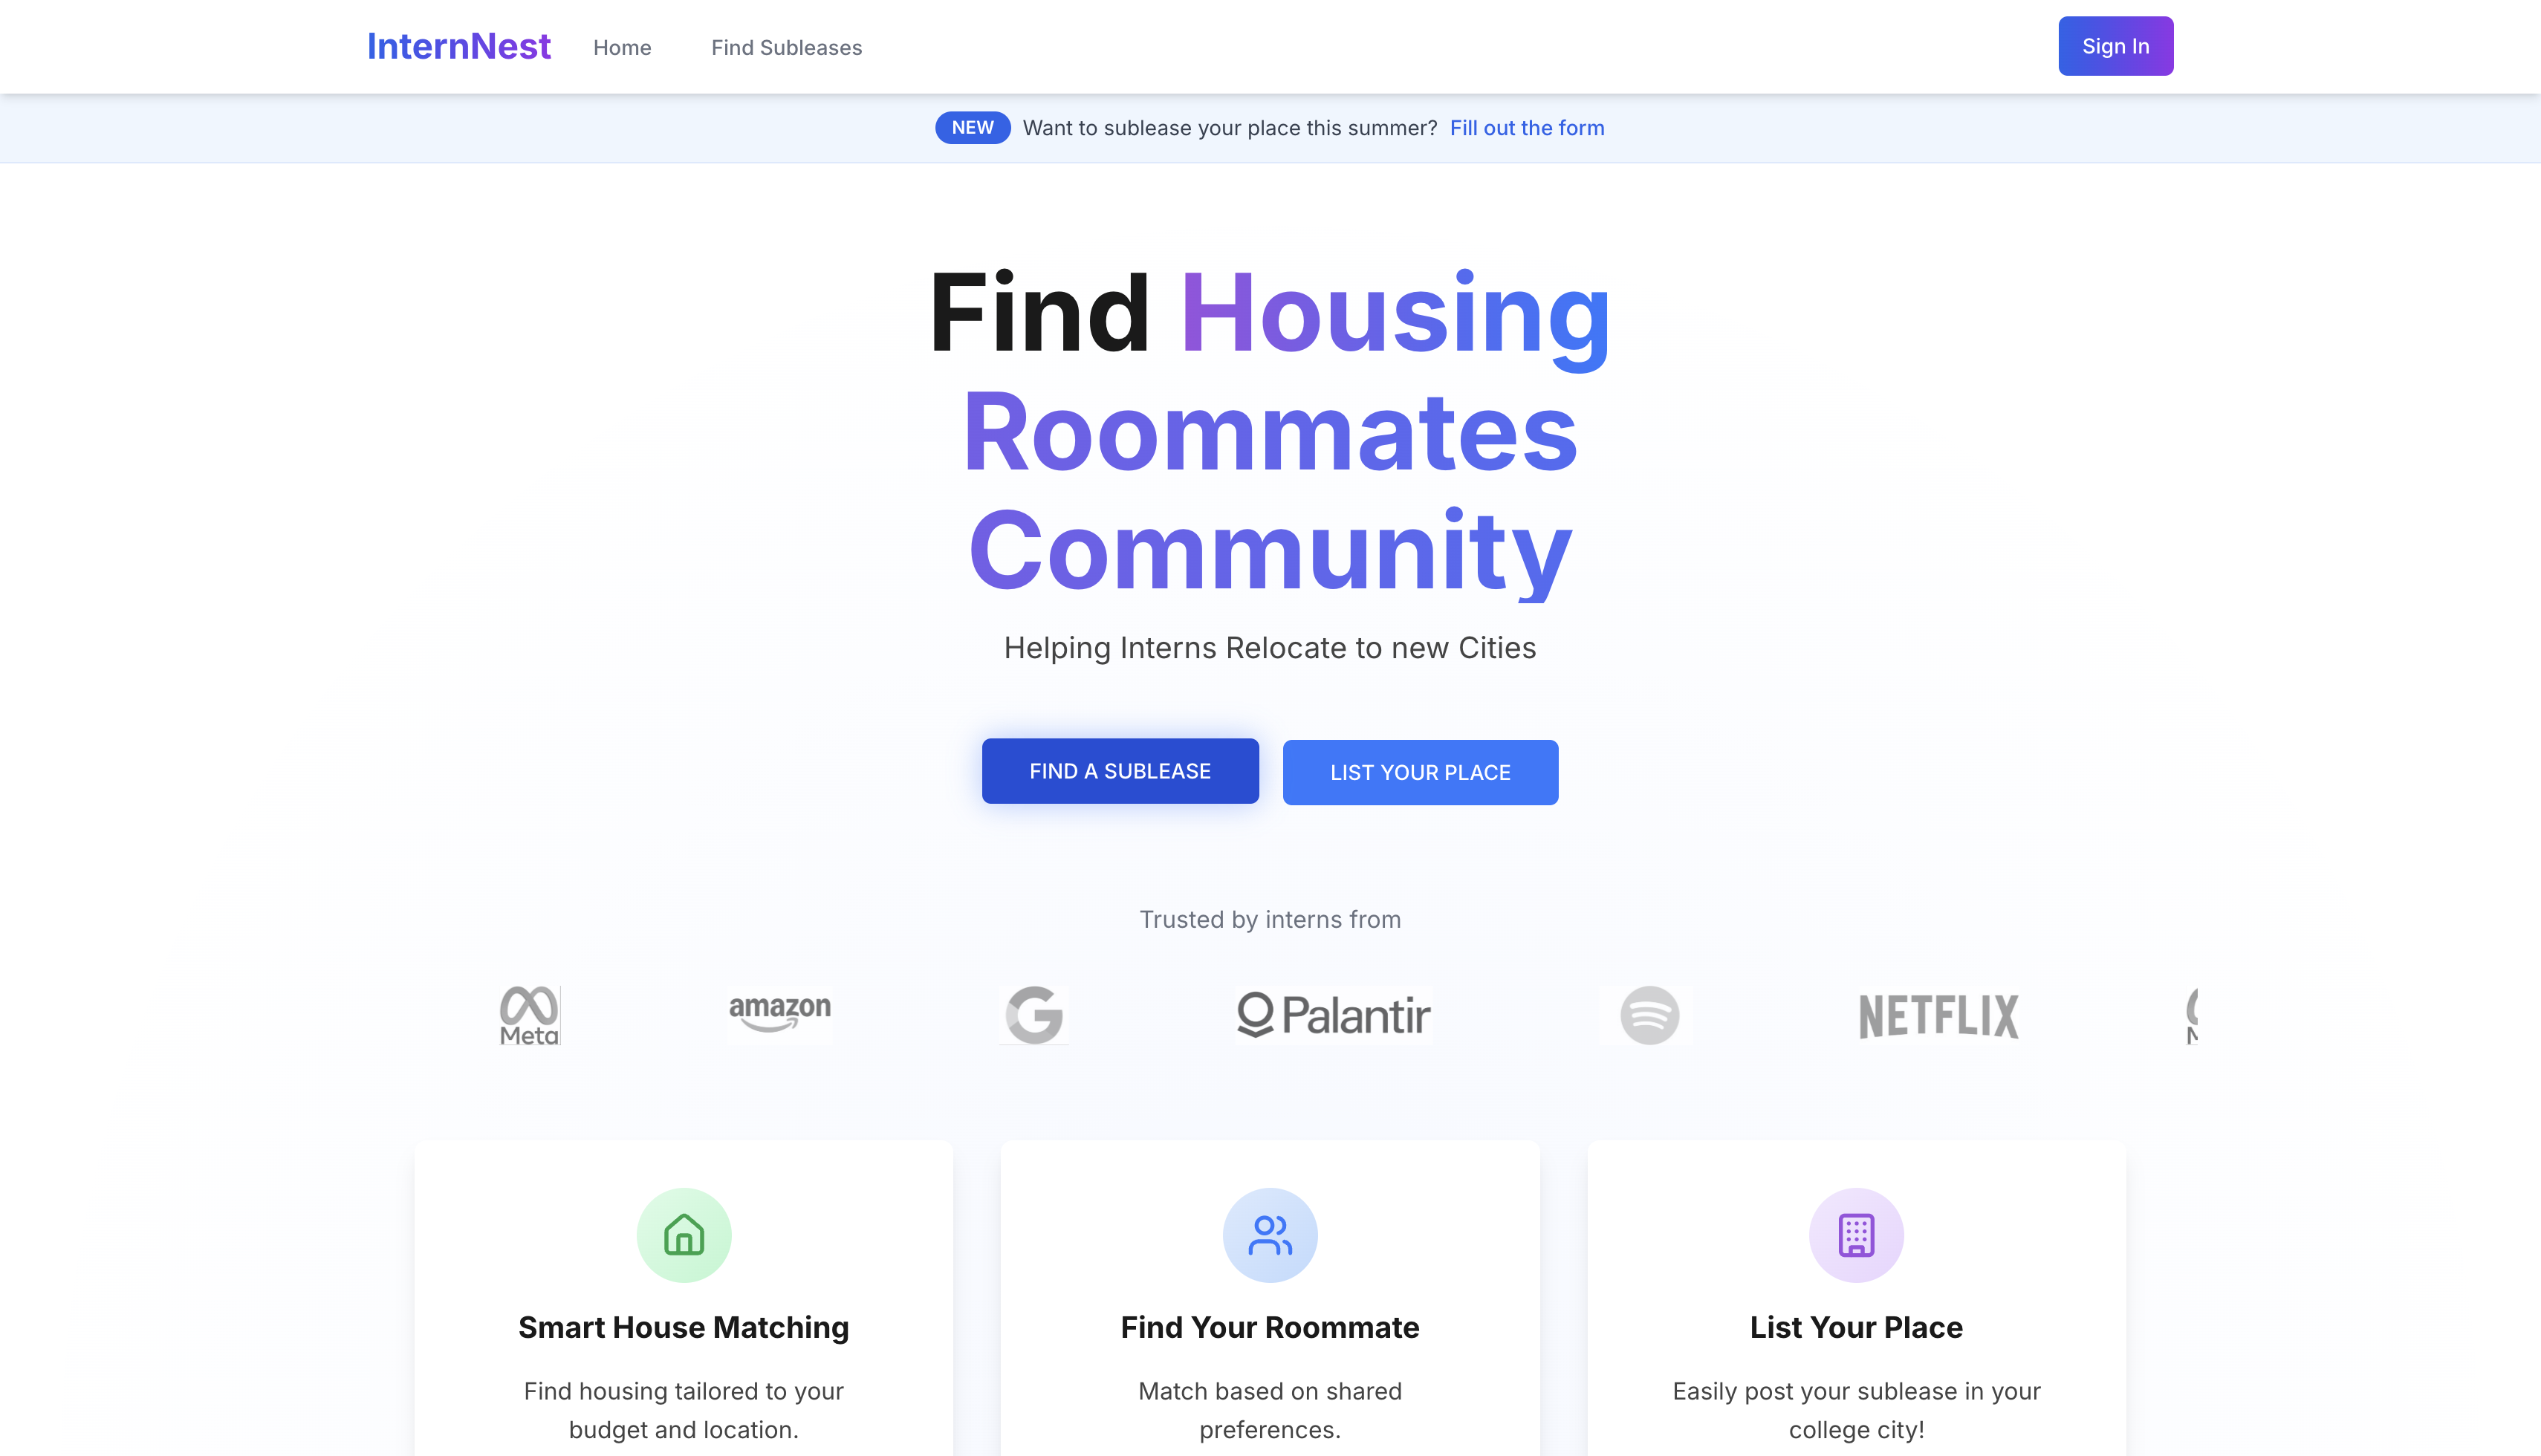 InternNest Home Find Subleases Sign In
NEW Want to sublease your place this summer? Fill out the form
Find Housing
Roommates
Community
Helping Interns Relocate to new Cities
FIND A SUBLEASE LIST YOUR PLACE
Trusted by interns from
Meta amazon G Palantir NETFLIX
Smart House Matching Find Your Roommate List Your Place
Find housing tailored to your Match based on shared Easily post your sublease in your
budget and location. preferences. college city!